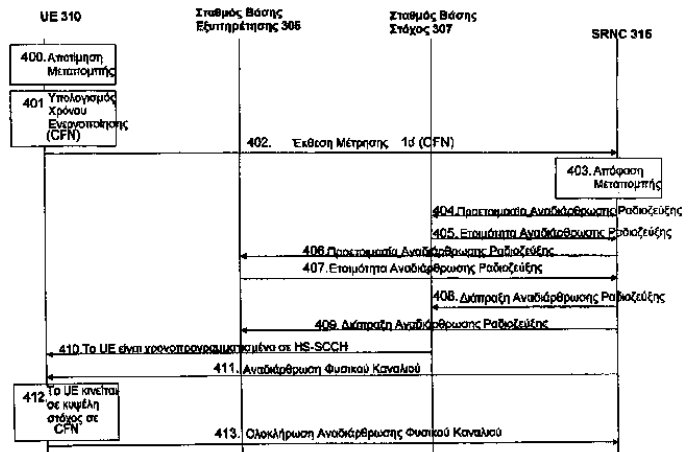 UE 310
Σταθμός Βάσης
Εξυπηρέτησης 305
Σταθμός Βάσης
Στόχος 307
SRNC 315
400. Αποτίμηση
Μεταπομπής
401 Υπολογισμός
Χρόνου
Ενεργοποίησης
(CFN)
402. Έκθεση Μέτρησης 1d (CFN)
403. Απόφαση
Μεταπομπής
404. Προετοιμασία Αναδιάρθρωσης Ραδιοζεύξης
405. Ετοιμότητα Αναδιάρθρωσης Ραδιοζεύξης
406. Προετοιμασία Αναδιάρθρωσης Ραδιοζεύξης
407. Ετοιμότητα Αναδιάρθρωσης Ραδιοζεύξης
408. Διάπραξη Αναδιάρθρωσης Ραδιοζεύξης
409. Διάπραξη Αναδιάρθρωσης Ραδιοζεύξης
410. Το UE είναι χρονοπρογραμματισμένο σε HS-SCCH
411. Αναδιάρθρωση Φυσικού Καναλιού
412. Το UE κινείται
σε κυψέλη
στόχος σε
CFN
413. Ολοκλήρωση Αναδιάρθρωσης Φυσικού Καναλιού